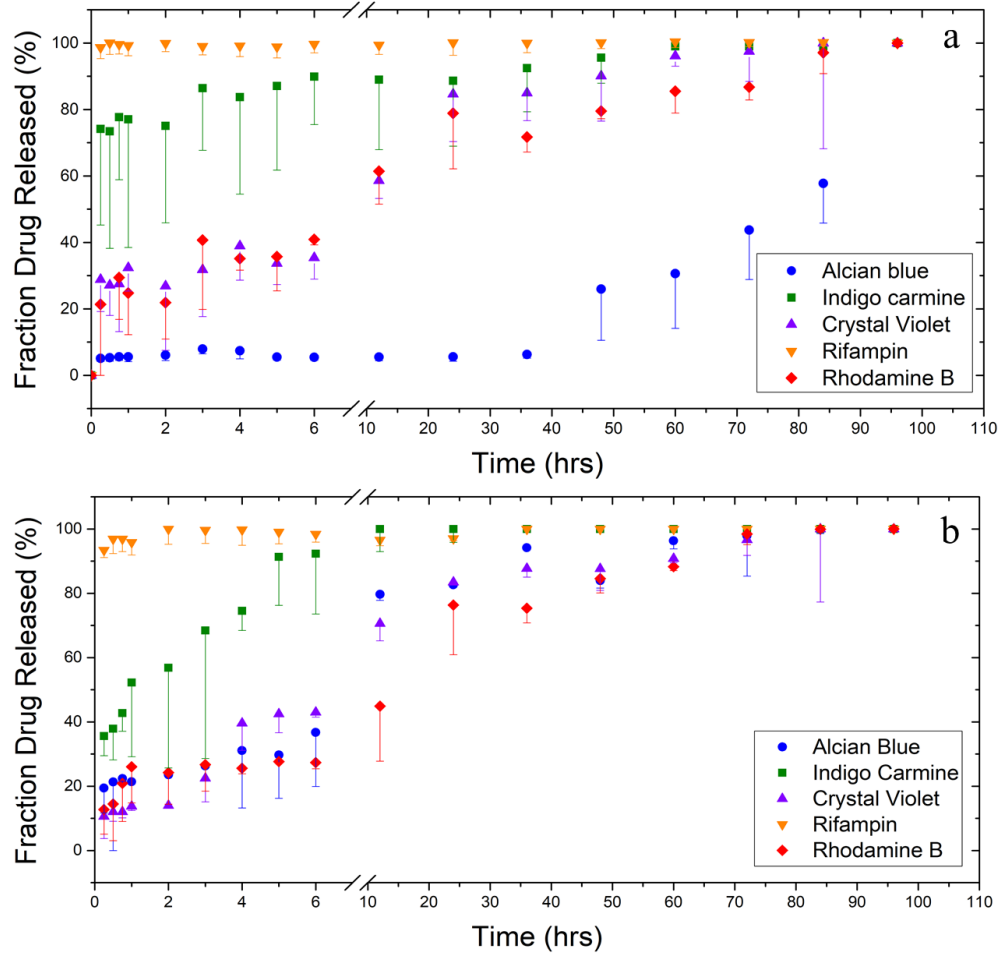 a
Fraction Drug Released (%)
100
80
60
40
20
0
Alcian blue
Indigo carmine
Crystal Violet
Rifampin
Rhodamine B
0 1 2 3 4 5 6 10 20 30 40 50 60 70 80 90 100 110
Time (hrs)
b
Fraction Drug Released (%)
100
80
60
40
20
0
Alcian Blue
Indigo Carmine
Crystal Violet
Rifampin
Rhodamine B
0 2 4 6 10 20 30 40 50 60 70 80 90 100 110
Time (hrs)